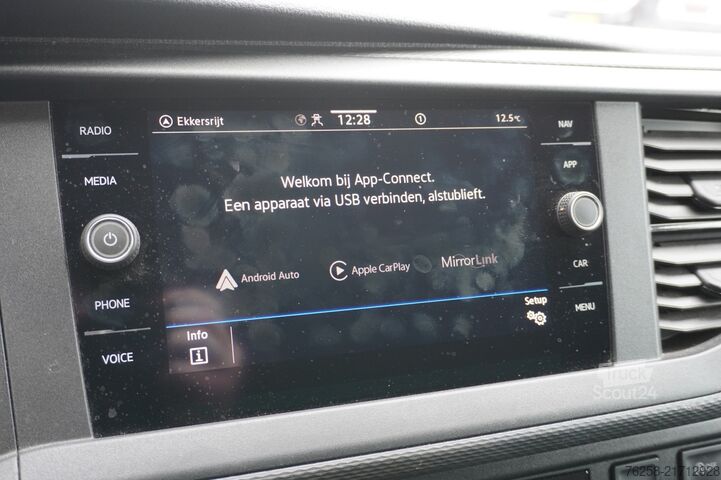 RADIO
MEDIA
PHONE
VOICE
Ekkersrijt
12:28
12.5°C
Welkom bij App-Connect.
Een apparaat via USB verbinden, alstublieft.
Android Auto
Apple CarPlay
MirrorLink
Setup
Info
NAV
APP
CAR
MENU
Truck
Scout24
76258-21712928